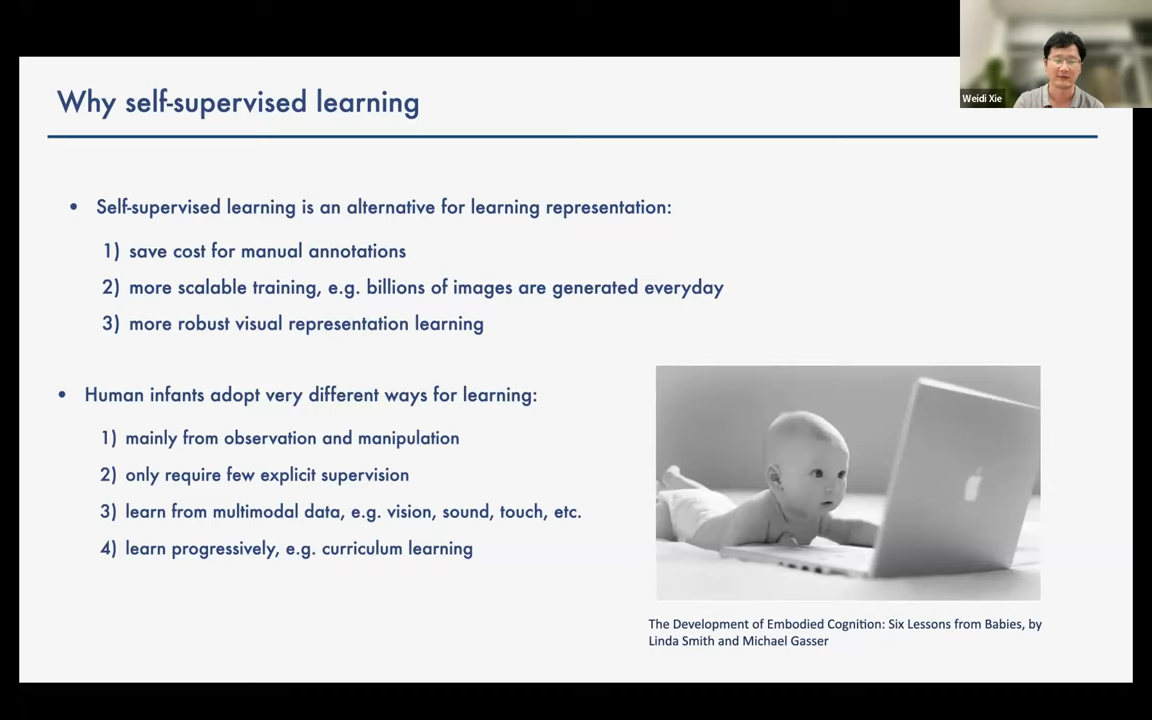 Weidi Xie
Why self-supervised learning
• Self-supervised learning is an alternative for learning representation:
1) save cost for manual annotations
2) more scalable training, e.g. billions of images are generated everyday
3) more robust visual representation learning
• Human infants adopt very different ways for learning:
1) mainly from observation and manipulation
2) only require few explicit supervision
3) learn from multimodal data, e.g. vision, sound, touch, etc.
4) learn progressively, e.g. curriculum learning
The Development of Embodied Cognition: Six Lessons from Babies, by
Linda Smith and Michael Gasser